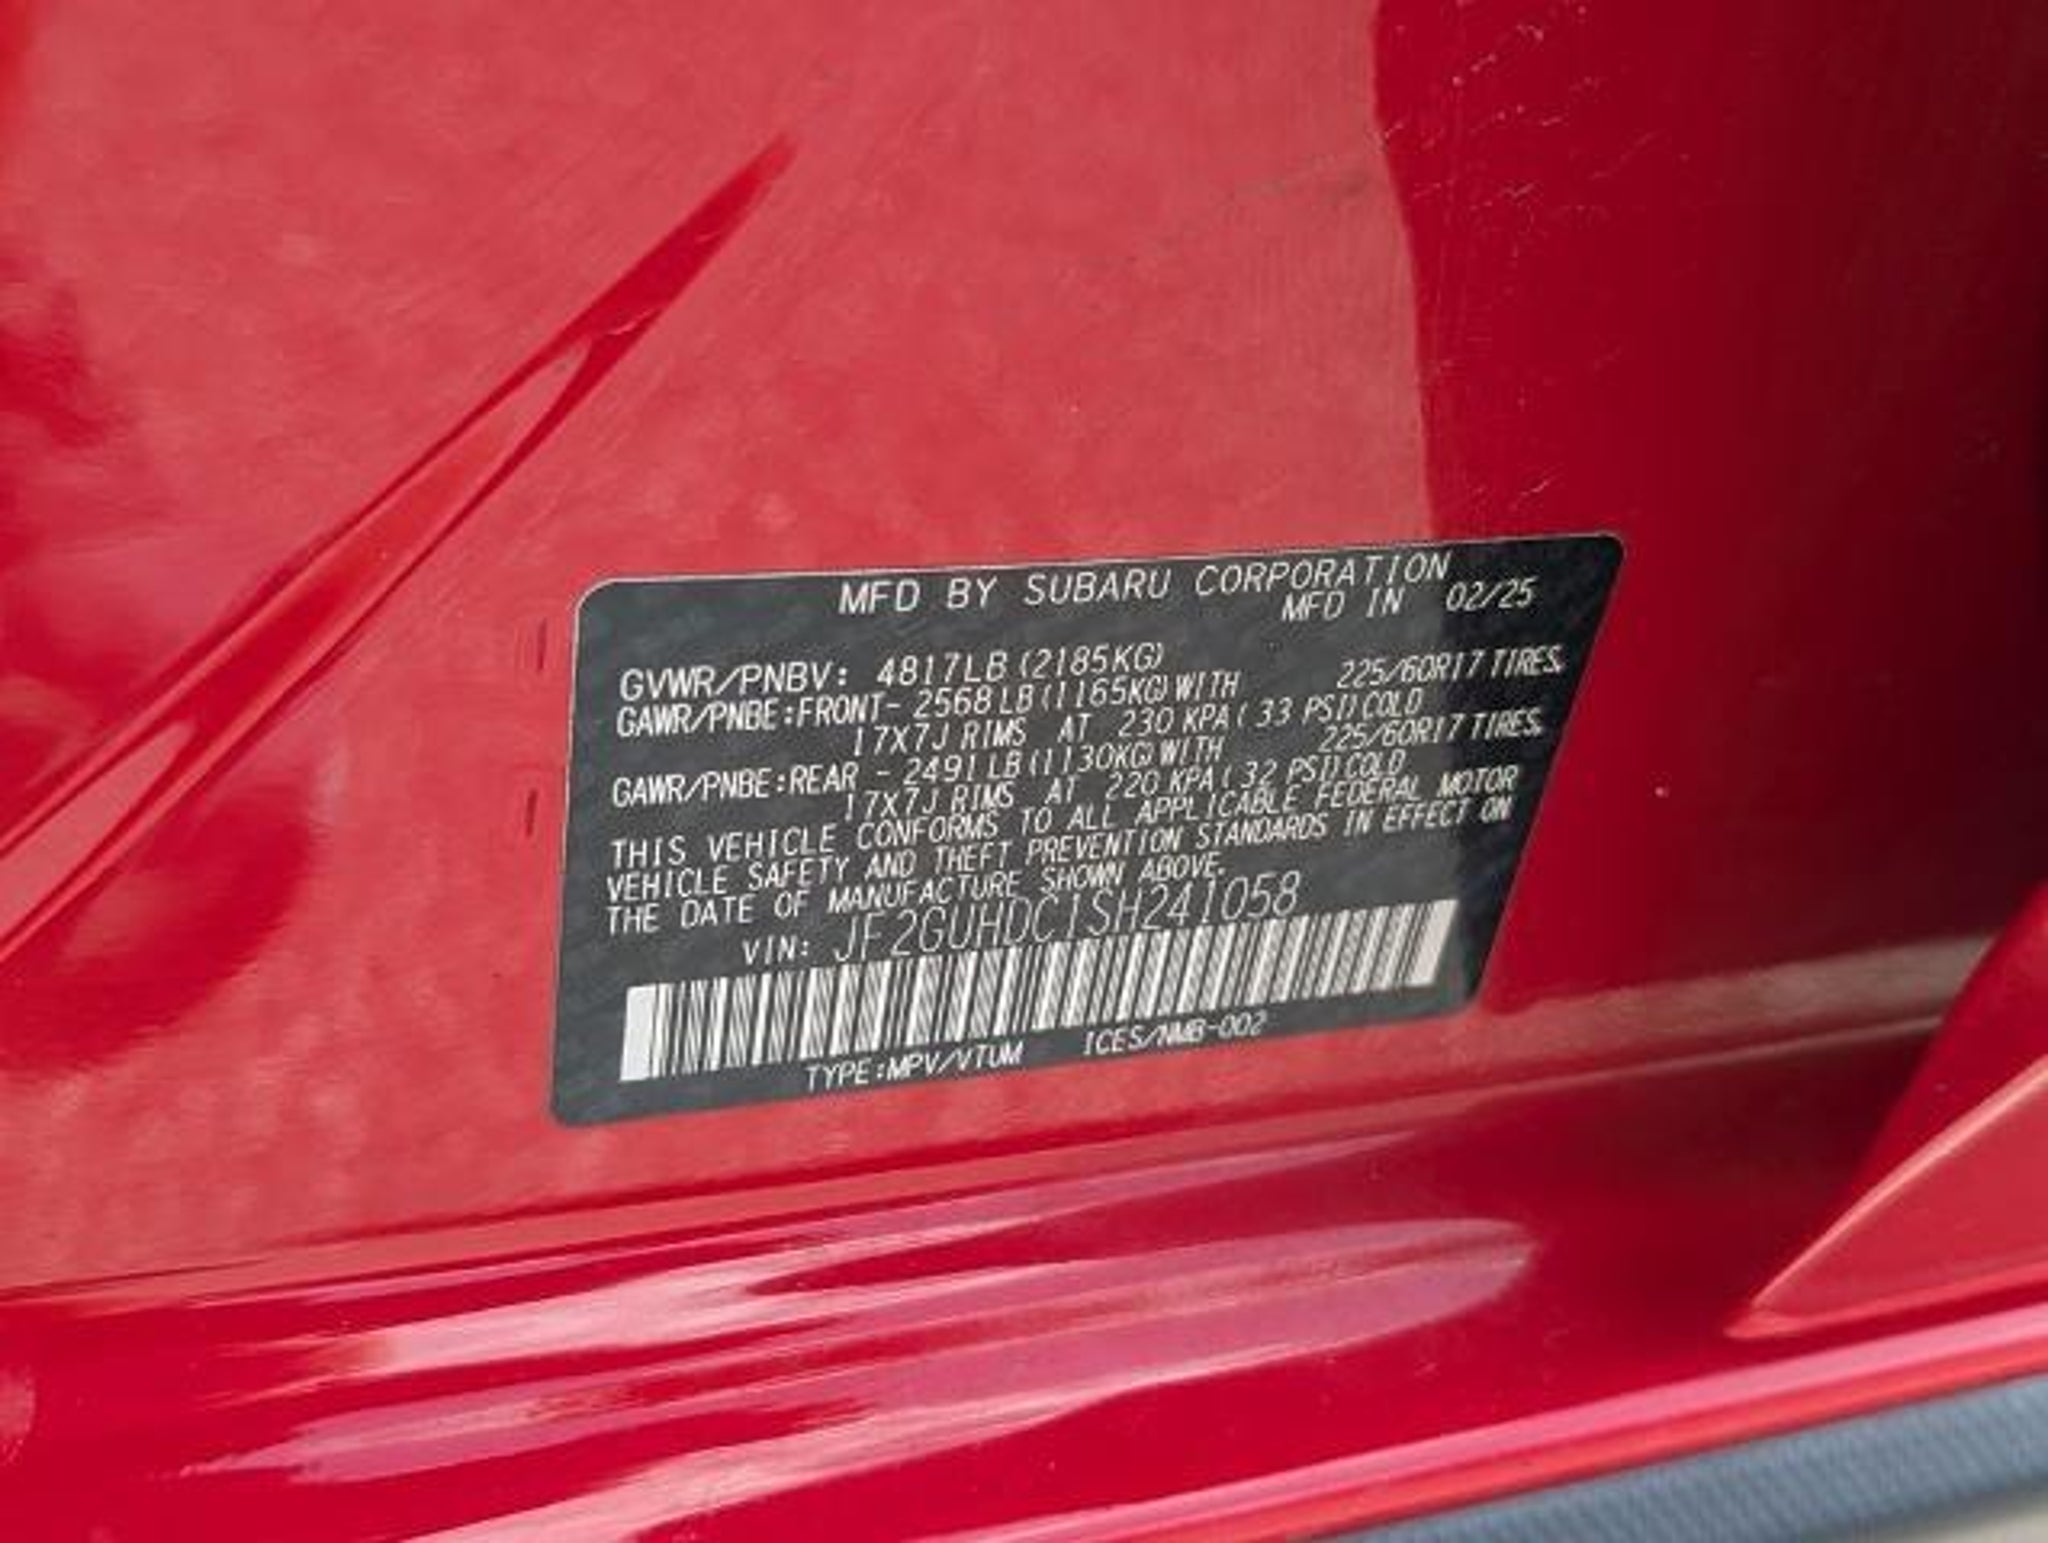 MFD BY SUBARU CORPORATION
MFD IN 02/25
GVWR/PNBV: 4817LB (2185KG)
GAWR/PNBE:FRONT- 2568LB (1165KG) WITH 225/60R17 TIRES.
17X7J RIMS AT 230 KPA ( 33 PSI) COLD
GAWR/PNBE:REAR - 2491LB (1130KG) WITH 225/60R17 TIRES.
17X7J RIMS AT 220 KPA ( 32 PSI) COLD
THIS VEHICLE CONFORMS TO ALL APPLICABLE FEDERAL MOTOR
VEHICLE SAFETY AND THEFT PREVENTION STANDARDS IN EFFECT ON
THE DATE OF MANUFACTURE SHOWN ABOVE.
VIN: JF2GUHDC1SH241058
TYPE:MPV/VTUM ICES/NMB-002